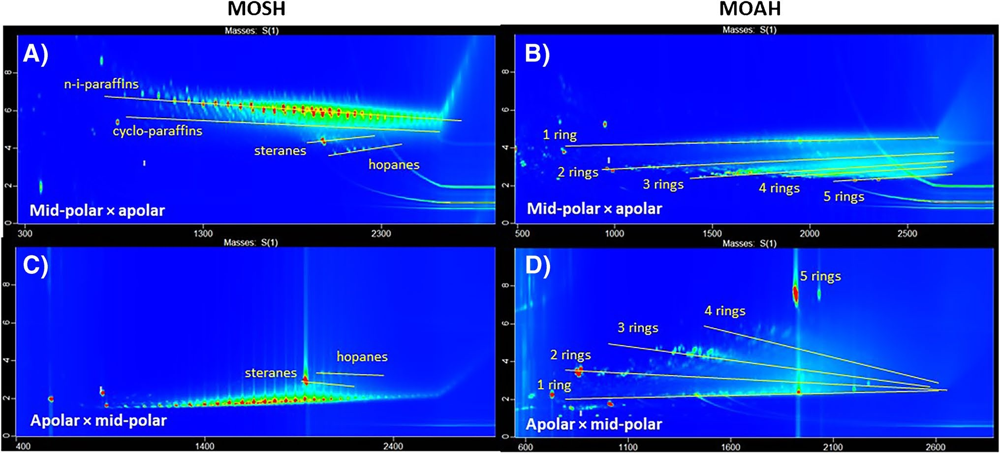 MOSH
MOAH
Masses: S(1)
Masses: S(1)
A)
B)
8
6
4
2
0
n-i-paraffins
cyclo-paraffins
steranes
hopanes
Mid-polar × apolar
300 1300 2300
8
6
4
2
0
1 ring
2 rings
3 rings
4 rings
5 rings
Mid-polar × apolar
500 1000 1500 2000 2500
Masses: S(1)
Masses: S(1)
C)
D)
8
6
4
2
0
hopanes
steranes
Apolar × mid-polar
400 1400 2400
8
6
4
2
0
5 rings
4 rings
3 rings
2 rings
1 ring
Apolar × mid-polar
600 1100 1600 2100 2600